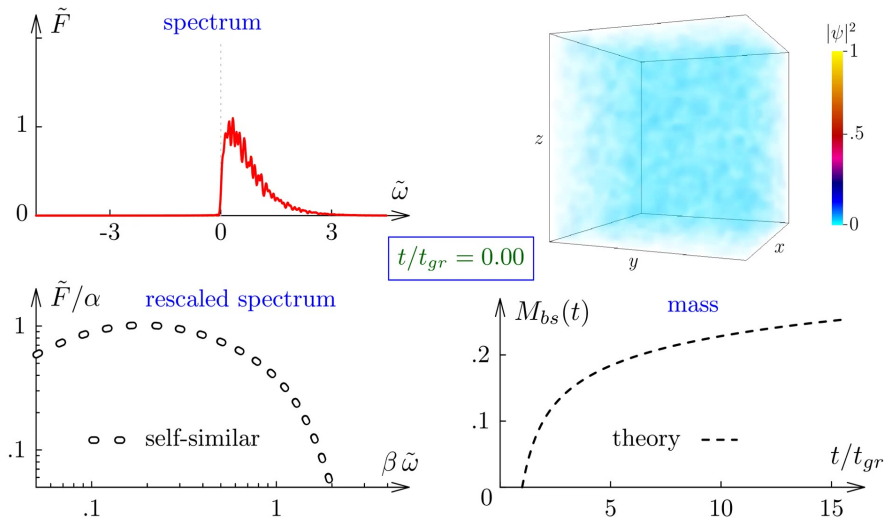 F̃
spectrum
1
0
-3
0
3
ω̃
|ψ|²
1
.5
0
z
y
x
t/t_gr = 0.00
F̃/α
rescaled spectrum
1
.1
self-similar
β ω̃
.1
1
M_bs(t)
mass
.2
.1
0
theory
t/t_gr
5
10
15